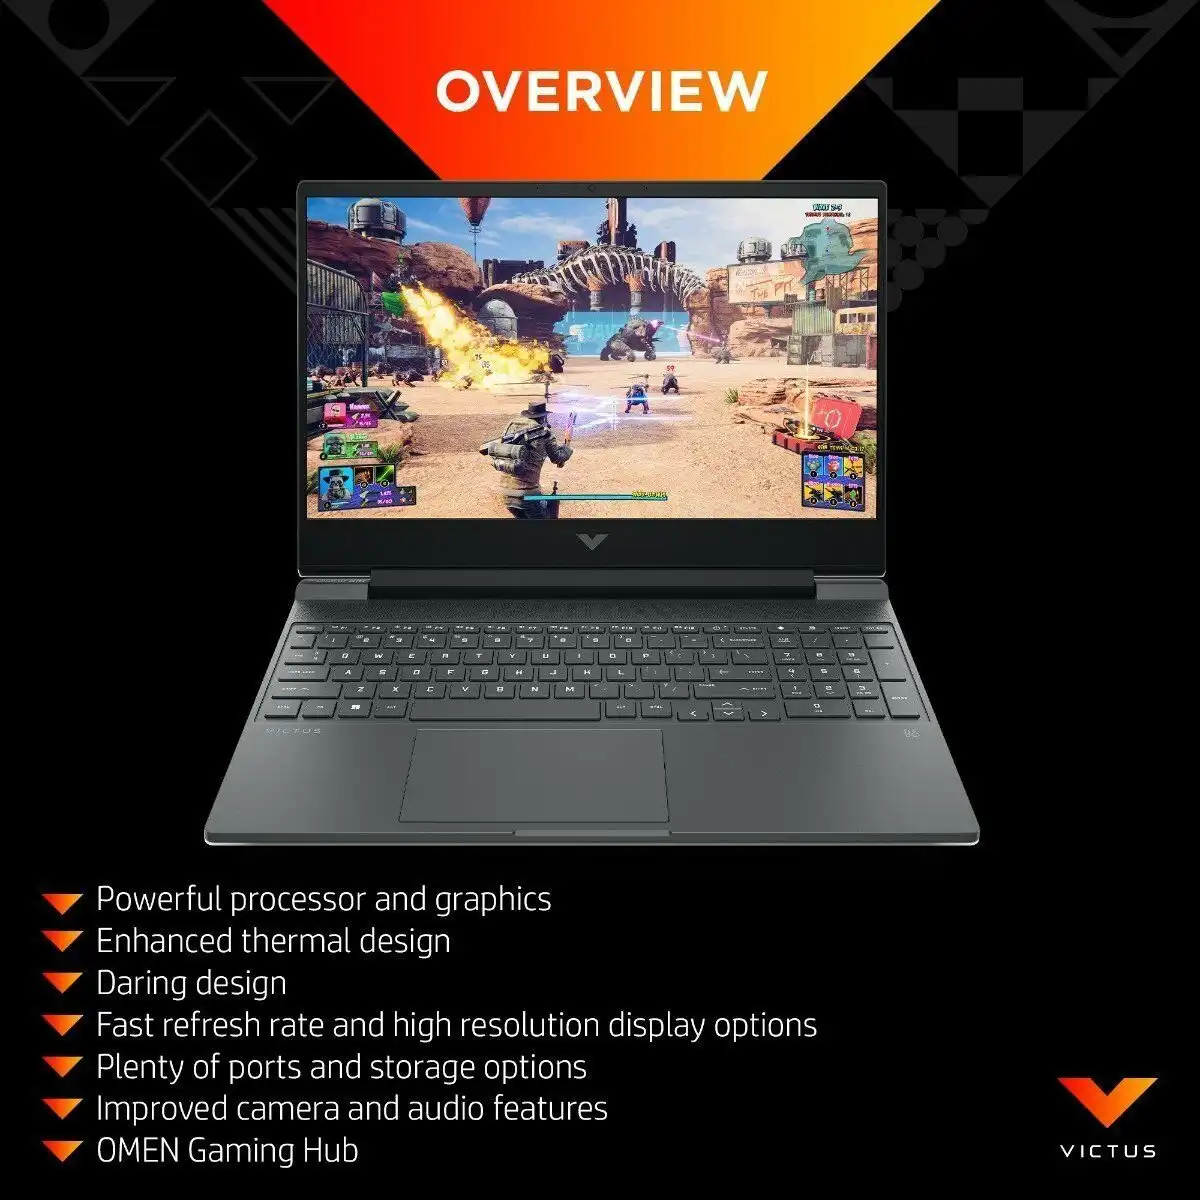 OVERVIEW
VICTUS
Powerful processor and graphics
Enhanced thermal design
Daring design
Fast refresh rate and high resolution display options
Plenty of ports and storage options
Improved camera and audio features
OMEN Gaming Hub
VICTUS